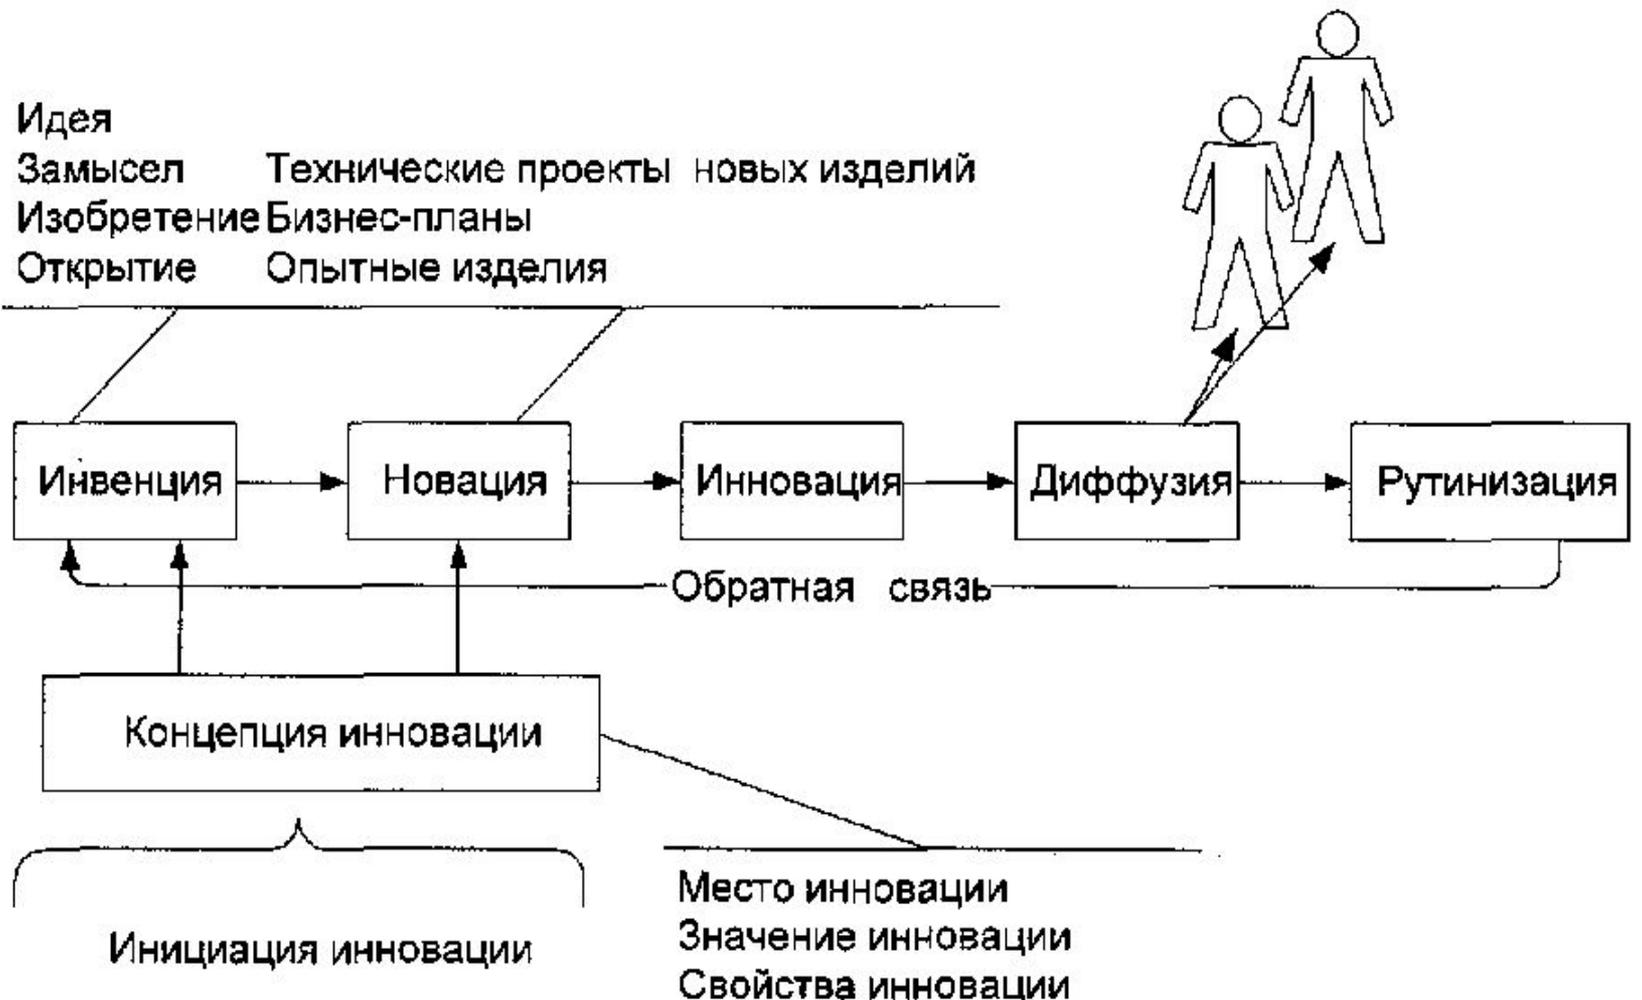 Идея
Замысел Технические проекты новых изделий
Изобретение Бизнес-планы
Открытие Опытные изделия
Инвенция Новация Инновация Диффузия Рутинизация
Обратная связь
Концепция инновации
Инициация инновации
Место инновации
Значение инновации
Свойства инновации